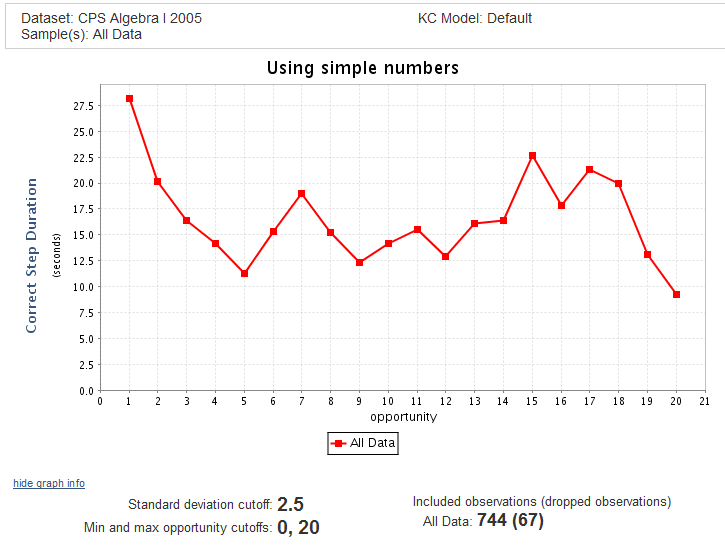 Dataset: CPS Algebra I 2005
KC Model: Default
Sample(s): All Data
Using simple numbers
Correct Step Duration
(seconds)
27.5
25.0
22.5
20.0
17.5
15.0
12.5
10.0
7.5
5.0
2.5
0.0
0 1 2 3 4 5 6 7 8 9 10 11 12 13 14 15 16 17 18 19 20 21
opportunity
All Data
hide graph info
Standard deviation cutoff: 2.5
Min and max opportunity cutoffs: 0, 20
Included observations (dropped observations)
All Data: 744 (67)